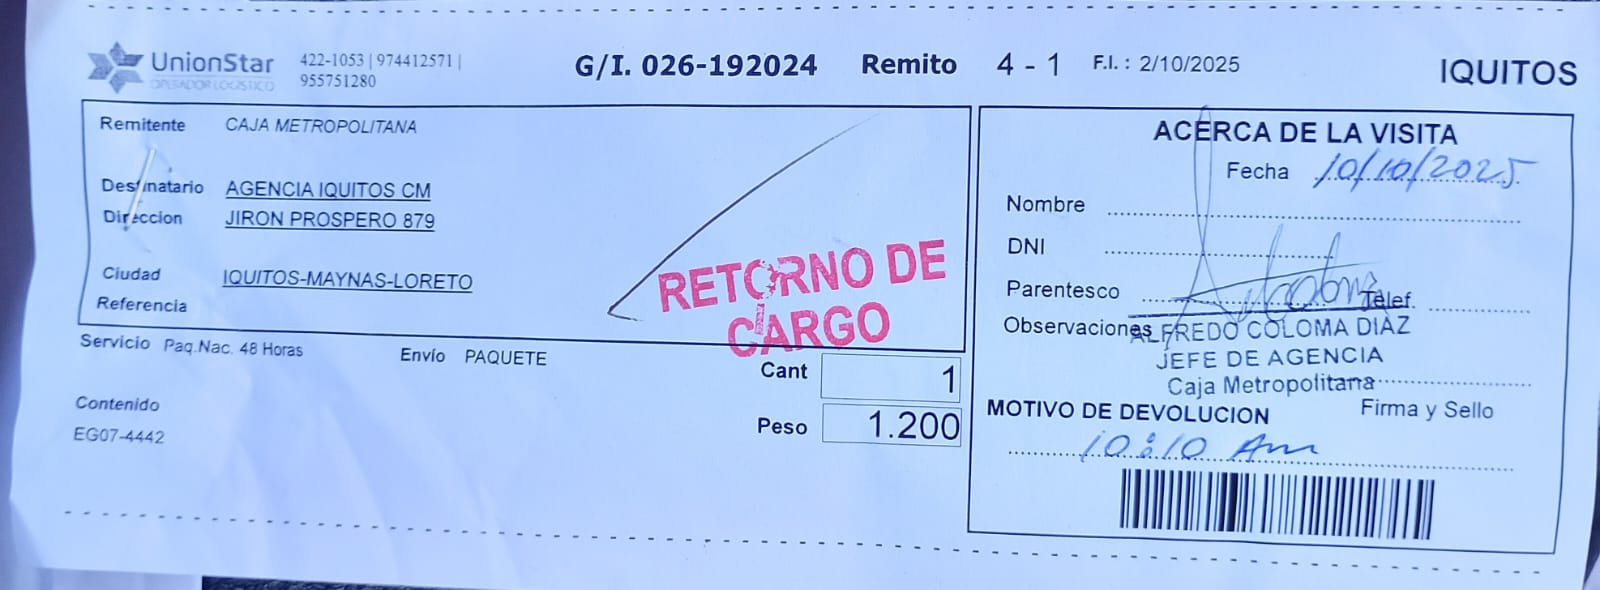 UnionStar
OPERADOR LOGISTICO
422-1053 | 974412571 |
955751280
G/I. 026-192024 Remito 4 - 1 F.I. : 2/10/2025 IQUITOS
Remitente CAJA METROPOLITANA
Destinatario AGENCIA IQUITOS CM
Direccion JIRON PROSPERO 879
Ciudad IQUITOS-MAYNAS-LORETO
Referencia
RETORNO DE
CARGO
Servicio Paq.Nac. 48 Horas Envío PAQUETE
Cant 1
Peso 1.200
Contenido
EG07-4442
ACERCA DE LA VISITA
Fecha 10/10/2025
Nombre
DNI
Parentesco Telef.
Observaciones ALFREDO COLOMA DIAZ
JEFE DE AGENCIA
Caja Metropolitana
Firma y Sello
MOTIVO DE DEVOLUCION
10:10 Am